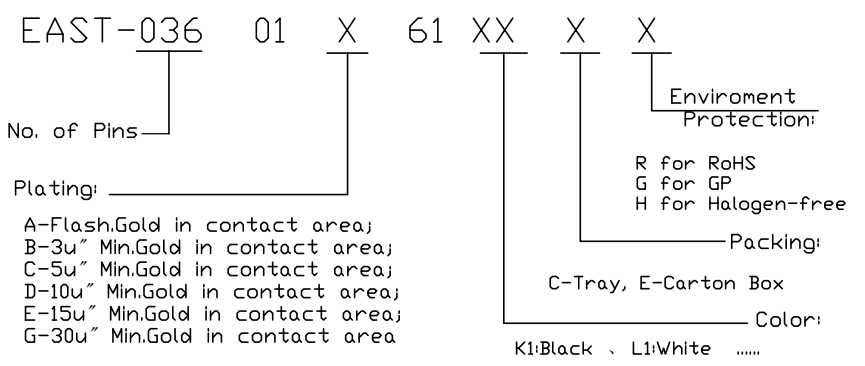 EAST-036 01 X 61 XX X X
Enviroment
Protection:
No. of Pins
R for RoHS
G for GP
H for Halogen-free
Plating:
A-Flash.Gold in contact area;
B-3u″ Min.Gold in contact area;
C-5u″ Min.Gold in contact area;
D-10u″ Min.Gold in contact area;
E-15u″ Min.Gold in contact area;
G-30u″ Min.Gold in contact area
Packing:
C-Tray, E-Carton Box
Color:
K1:Black 、 L1:White ......